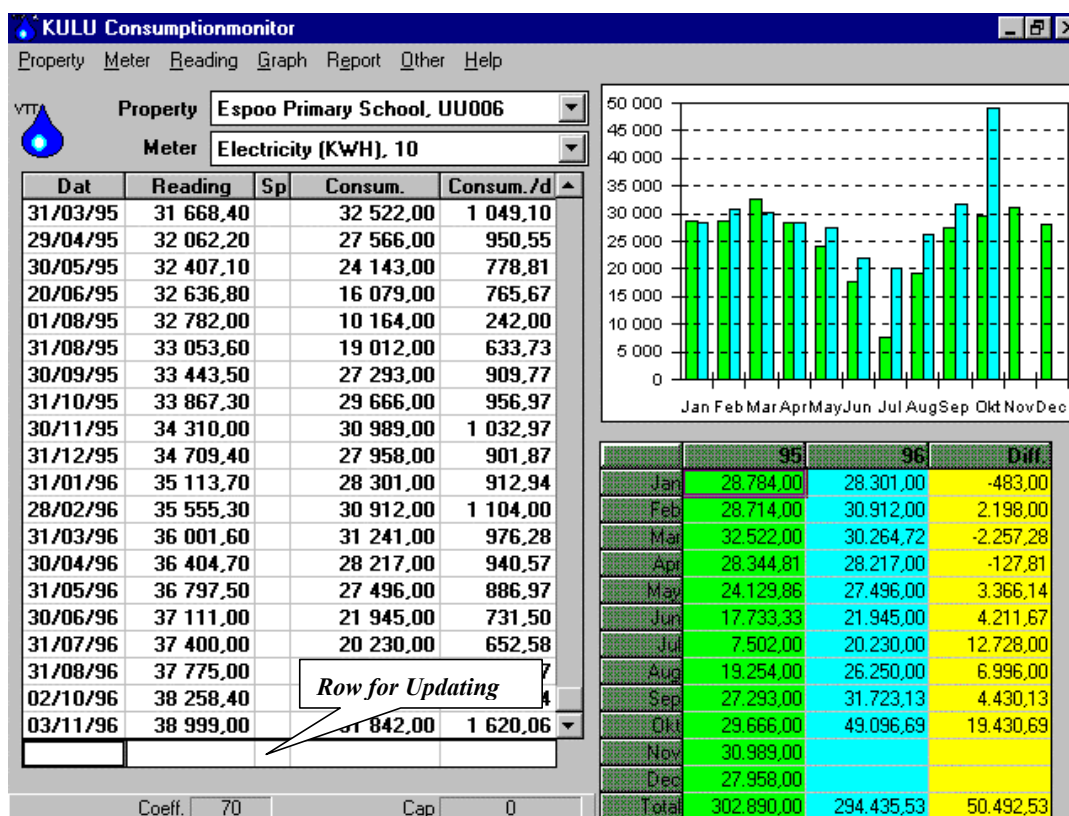 KULU Consumptionmonitor
Property Meter Reading Graph Report Other Help
VTT
Property Espoo Primary School, UU006
Meter Electricity (KWH), 10
Dat Reading Sp Consum. Consum./d
31/03/95 31 668,40 32 522,00 1 049,10
29/04/95 32 062,20 27 566,00 950,55
30/05/95 32 407,10 24 143,00 778,81
20/06/95 32 636,80 16 079,00 765,67
01/08/95 32 782,00 10 164,00 242,00
31/08/95 33 053,60 19 012,00 633,73
30/09/95 33 443,50 27 293,00 909,77
31/10/95 33 867,30 29 666,00 956,97
30/11/95 34 310,00 30 989,00 1 032,97
31/12/95 34 709,40 27 958,00 901,87
31/01/96 35 113,70 28 301,00 912,94
28/02/96 35 555,30 30 912,00 1 104,00
31/03/96 36 001,60 31 241,00 976,28
30/04/96 36 404,70 28 217,00 940,57
31/05/96 36 797,50 27 496,00 886,97
30/06/96 37 111,00 21 945,00 731,50
31/07/96 37 400,00 20 230,00 652,58
31/08/96 37 775,00
02/10/96 38 258,40
03/11/96 38 999,00 842,00 1 620,06
Row for Updating
Coeff. 70 Cap 0
50 000
45 000
40 000
35 000
30 000
25 000
20 000
15 000
10 000
5 000
0
Jan Feb Mar Apr May Jun Jul Aug Sep Okt Nov Dec
95 96 Diff.
Jan 28.784,00 28.301,00 -483,00
Feb 28.714,00 30.912,00 2.198,00
Mar 32.522,00 30.264,72 -2.257,28
Apr 28.344,81 28.217,00 -127,81
May 24.129,86 27.496,00 3.366,14
Jun 17.733,33 21.945,00 4.211,67
Jul 7.502,00 20.230,00 12.728,00
Aug 19.254,00 26.250,00 6.996,00
Sep 27.293,00 31.723,13 4.430,13
Okt 29.666,00 49.096,69 19.430,69
Nov 30.989,00
Dec 27.958,00
Total 302.890,00 294.435,53 50.492,53